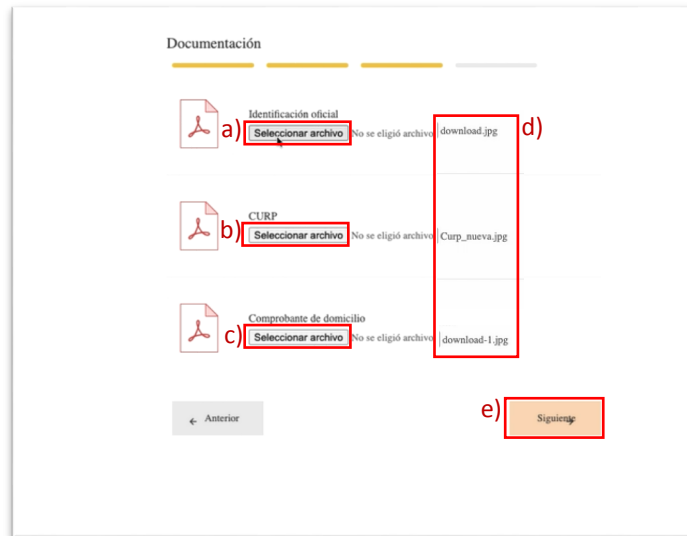 Documentación
Identificación oficial
a) Seleccionar archivo No se eligió archivo download.jpg d)
CURP
b) Seleccionar archivo No se eligió archivo Curp_nueva.jpg
Comprobante de domicilio
c) Seleccionar archivo No se eligió archivo download-1.jpg
← Anterior e) Siguiente →